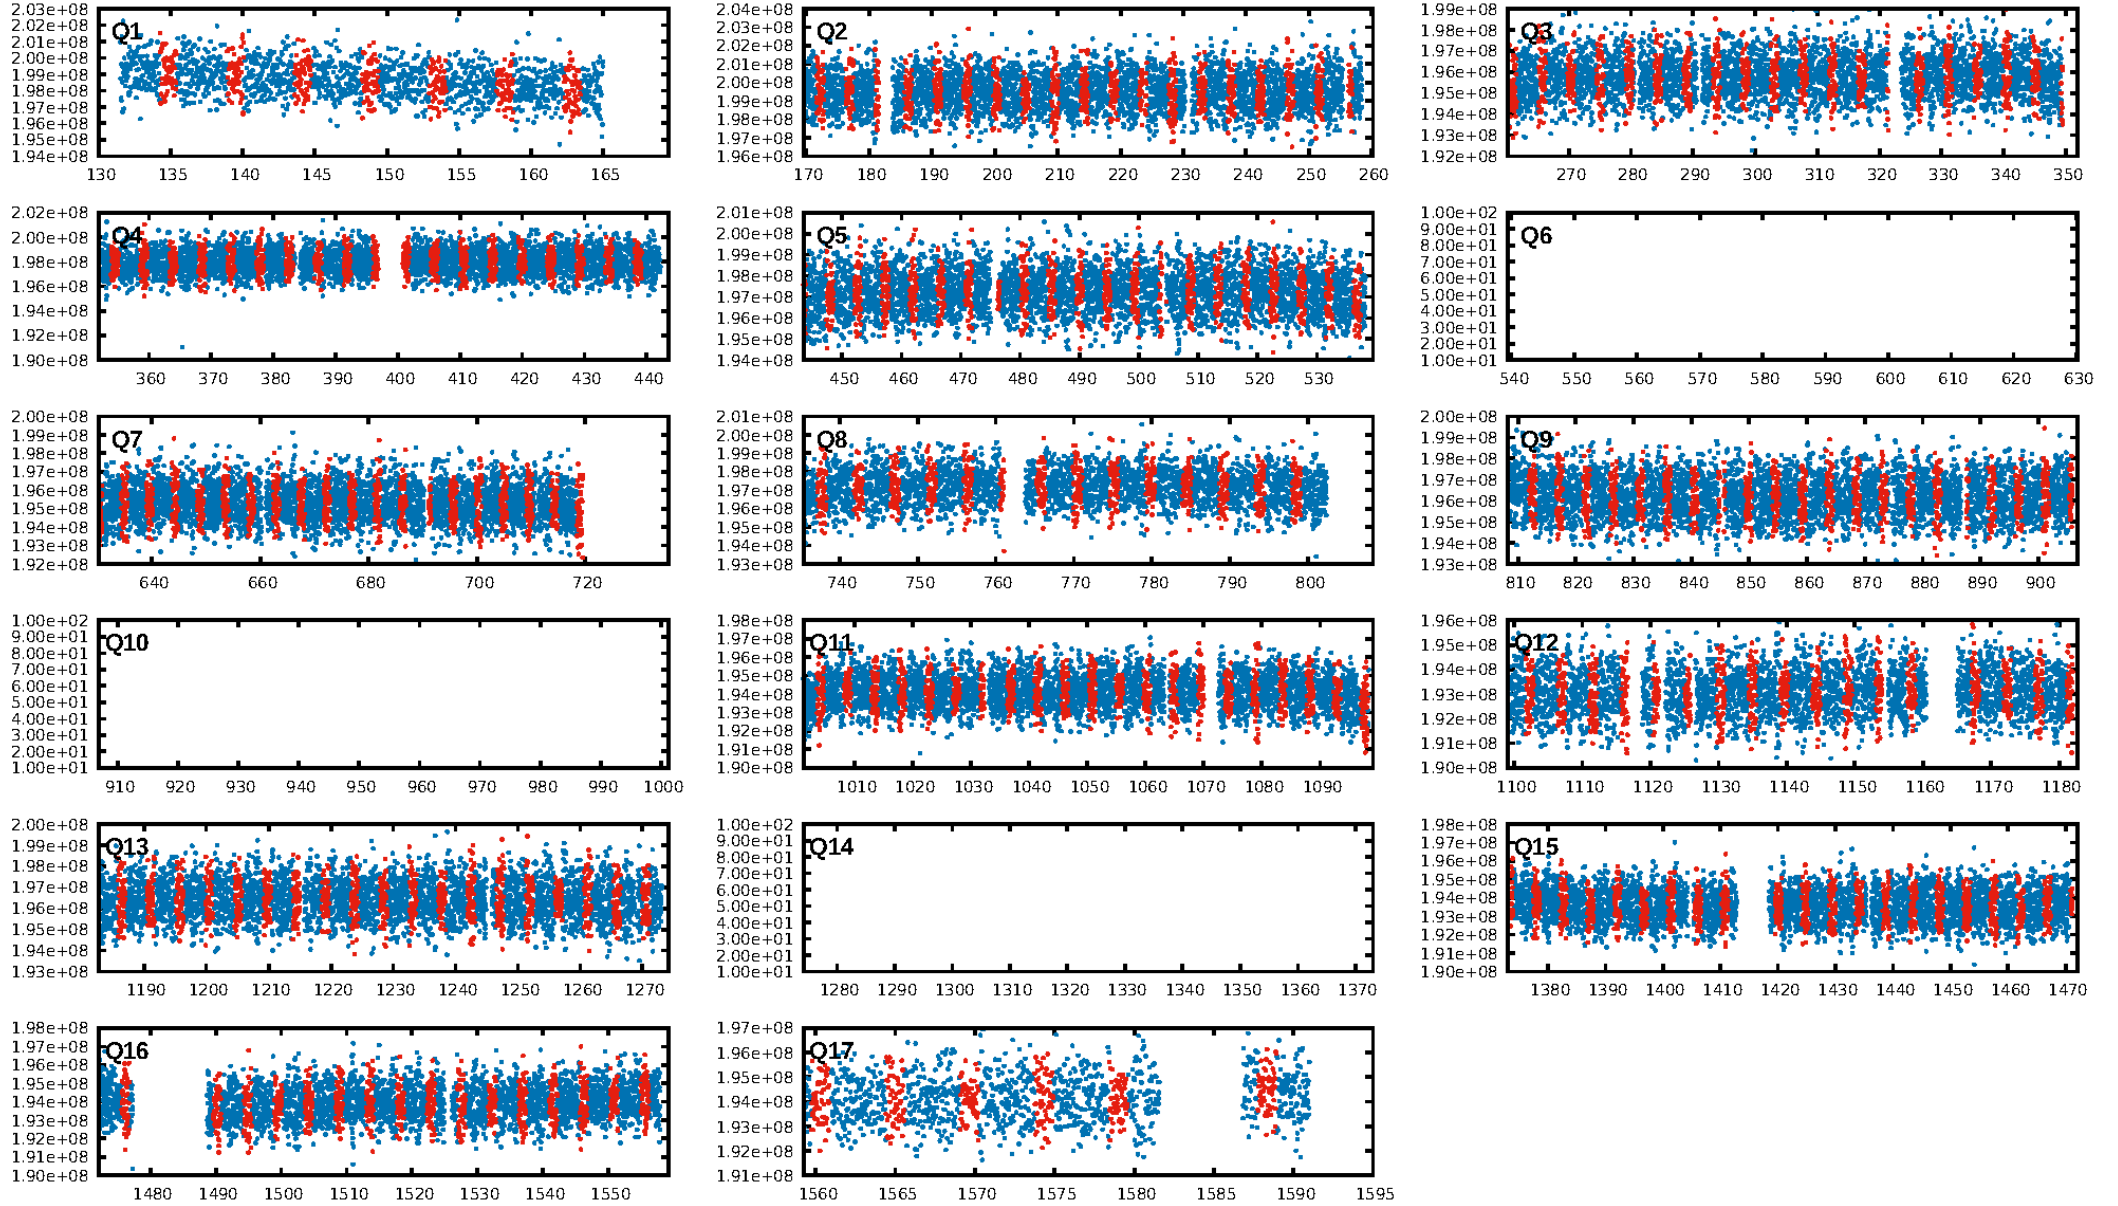 Q1
2.03e+08
2.02e+08
2.01e+08
2.00e+08
1.99e+08
1.98e+08
1.97e+08
1.96e+08
1.95e+08
1.94e+08
130 135 140 145 150 155 160 165
Q2
2.04e+08
2.03e+08
2.02e+08
2.01e+08
2.00e+08
1.99e+08
1.98e+08
1.97e+08
1.96e+08
170 180 190 200 210 220 230 240 250 260
Q3
1.99e+08
1.98e+08
1.97e+08
1.96e+08
1.95e+08
1.94e+08
1.93e+08
1.92e+08
270 280 290 300 310 320 330 340 350
Q4
2.02e+08
2.00e+08
1.98e+08
1.96e+08
1.94e+08
1.92e+08
1.90e+08
360 370 380 390 400 410 420 430 440
Q5
2.01e+08
2.00e+08
1.99e+08
1.98e+08
1.97e+08
1.96e+08
1.95e+08
1.94e+08
450 460 470 480 490 500 510 520 530
Q6
1.00e+02
9.00e+01
8.00e+01
7.00e+01
6.00e+01
5.00e+01
4.00e+01
3.00e+01
2.00e+01
1.00e+01
540 550 560 570 580 590 600 610 620 630
Q7
2.00e+08
1.99e+08
1.98e+08
1.97e+08
1.96e+08
1.95e+08
1.94e+08
1.93e+08
1.92e+08
640 660 680 700 720
Q8
2.01e+08
2.00e+08
1.99e+08
1.98e+08
1.97e+08
1.96e+08
1.95e+08
1.94e+08
1.93e+08
740 750 760 770 780 790 800
Q9
2.00e+08
1.99e+08
1.98e+08
1.97e+08
1.96e+08
1.95e+08
1.94e+08
1.93e+08
810 820 830 840 850 860 870 880 890 900
Q10
1.00e+02
9.00e+01
8.00e+01
7.00e+01
6.00e+01
5.00e+01
4.00e+01
3.00e+01
2.00e+01
1.00e+01
910 920 930 940 950 960 970 980 990 1000
Q11
1.98e+08
1.97e+08
1.96e+08
1.95e+08
1.94e+08
1.93e+08
1.92e+08
1.91e+08
1.90e+08
1010 1020 1030 1040 1050 1060 1070 1080 1090
Q12
1.96e+08
1.95e+08
1.94e+08
1.93e+08
1.92e+08
1.91e+08
1.90e+08
1100 1110 1120 1130 1140 1150 1160 1170 1180
Q13
2.00e+08
1.99e+08
1.98e+08
1.97e+08
1.96e+08
1.95e+08
1.94e+08
1.93e+08
1190 1200 1210 1220 1230 1240 1250 1260 1270
Q14
1.00e+02
9.00e+01
8.00e+01
7.00e+01
6.00e+01
5.00e+01
4.00e+01
3.00e+01
2.00e+01
1.00e+01
1280 1290 1300 1310 1320 1330 1340 1350 1360 1370
Q15
1.98e+08
1.97e+08
1.96e+08
1.95e+08
1.94e+08
1.93e+08
1.92e+08
1.91e+08
1.90e+08
1380 1390 1400 1410 1420 1430 1440 1450 1460 1470
Q16
1.98e+08
1.97e+08
1.96e+08
1.95e+08
1.94e+08
1.93e+08
1.92e+08
1.91e+08
1.90e+08
1480 1490 1500 1510 1520 1530 1540 1550
Q17
1.97e+08
1.96e+08
1.95e+08
1.94e+08
1.93e+08
1.92e+08
1.91e+08
1560 1565 1570 1575 1580 1585 1590 1595